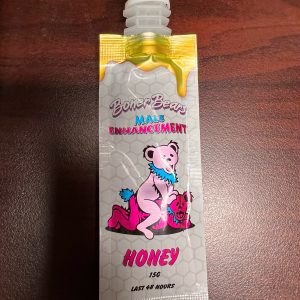 Boner Bears
MALE
ENHANCEMENT
HONEY
15G
LAST 48 HOURS